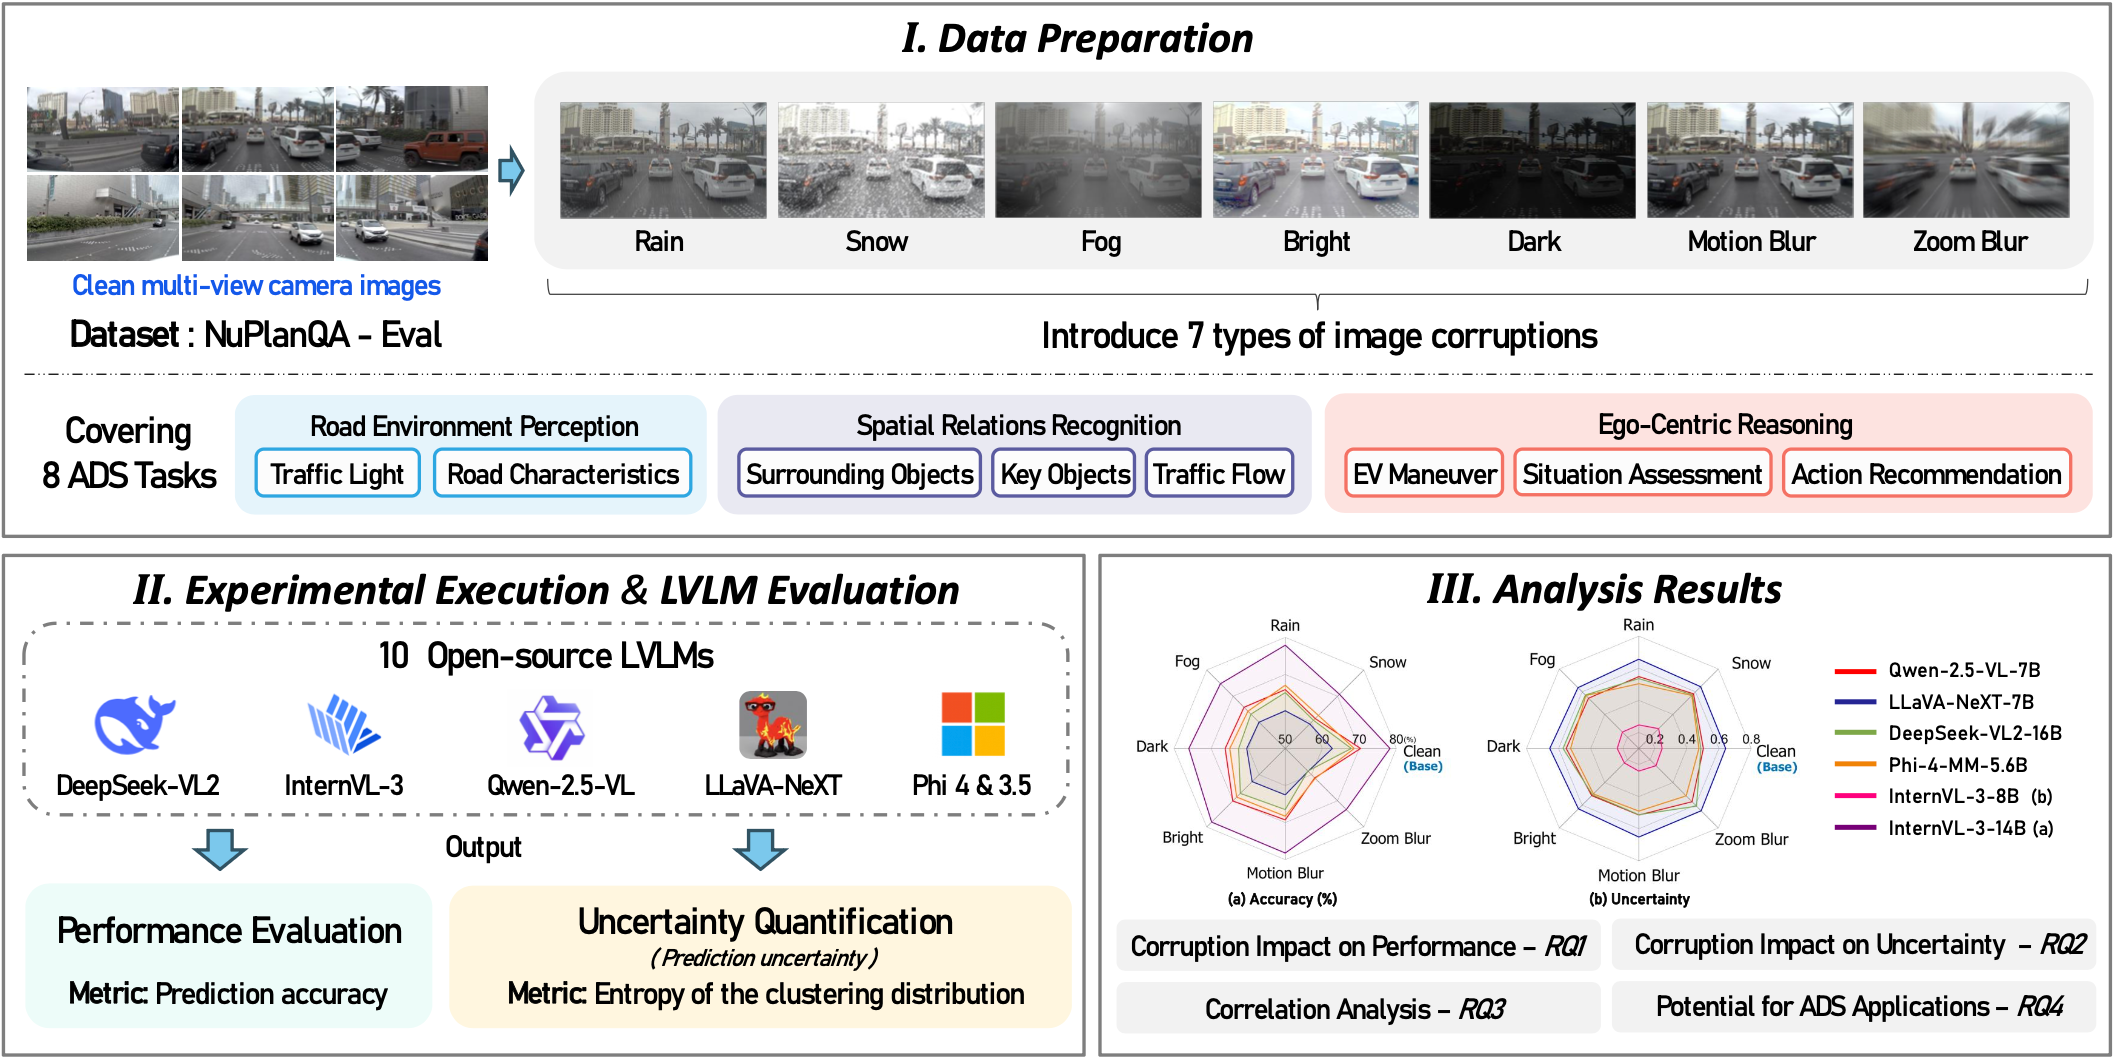 I. Data Preparation
Rain
Snow
Fog
Bright
Dark
Motion Blur
Zoom Blur
Clean multi-view camera images
Dataset : NuPlanQA - Eval
Introduce 7 types of image corruptions
Covering
8 ADS Tasks
Road Environment Perception
Traffic Light
Road Characteristics
Spatial Relations Recognition
Surrounding Objects
Key Objects
Traffic Flow
Ego-Centric Reasoning
EV Maneuver
Situation Assessment
Action Recommendation
II. Experimental Execution & LVLM Evaluation
10 Open-source LVLMs
DeepSeek-VL2
InternVL-3
Qwen-2.5-VL
LLaVA-NeXT
Phi 4 & 3.5
Output
Performance Evaluation
Metric: Prediction accuracy
Uncertainty Quantification
( Prediction uncertainty )
Metric: Entropy of the clustering distribution
III. Analysis Results
Rain
Fog
Snow
Dark
50 60 70 80(%)
Clean
(Base)
Bright
Zoom Blur
Motion Blur
(a) Accuracy (%)
Rain
Fog
Snow
Dark
0.2 0.4 0.6 0.8
Clean
(Base)
Bright
Zoom Blur
Motion Blur
(b) Uncertainty
Qwen-2.5-VL-7B
LLaVA-NeXT-7B
DeepSeek-VL2-16B
Phi-4-MM-5.6B
InternVL-3-8B (b)
InternVL-3-14B (a)
Corruption Impact on Performance – RQ1
Corruption Impact on Uncertainty – RQ2
Correlation Analysis – RQ3
Potential for ADS Applications – RQ4